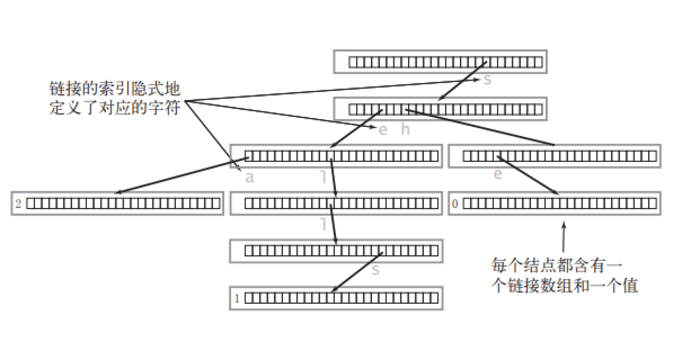 s
链接的索引隐式地
定义了对应的字符
e h
a
l
e
2
0
l
每个结点都含有一
个链接数组和一个值
s
1